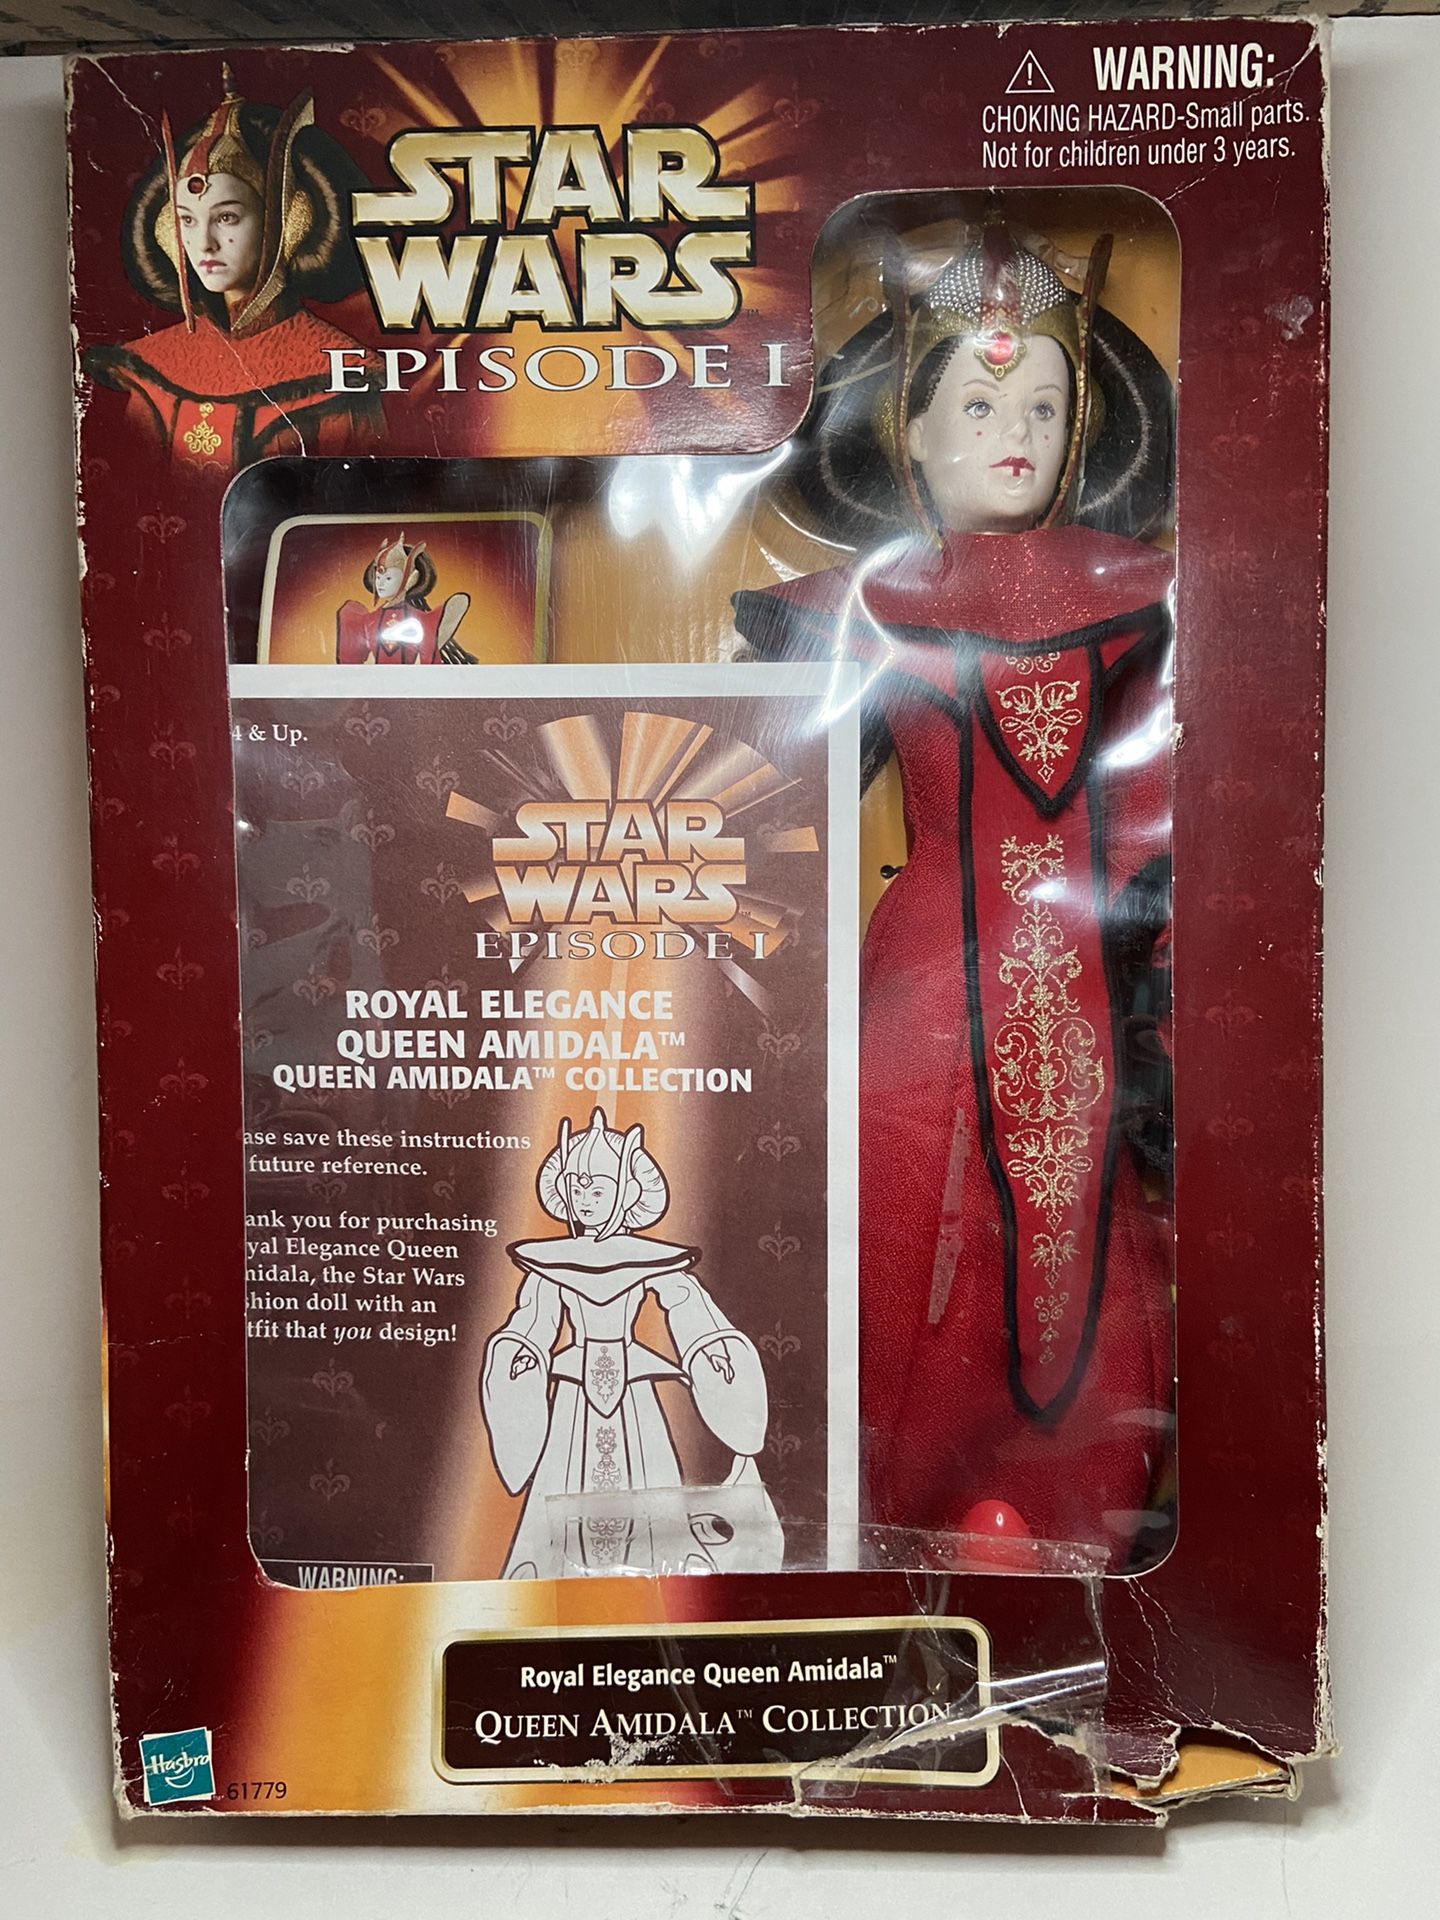 STAR
WARS
EPISODE I
WARNING:
CHOKING HAZARD-Small parts.
Not for children under 3 years.
4 & Up.
STAR
WARS
EPISODE I
ROYAL ELEGANCE
QUEEN AMIDALA™
QUEEN AMIDALA™ COLLECTION
ase save these instructions
future reference.
ank you for purchasing
yal Elegance Queen
nidala, the Star Wars
shion doll with an
tfit that you design!
WARNING:
Royal Elegance Queen Amidala™
QUEEN AMIDALA™ COLLECTION
Hasbro
61779